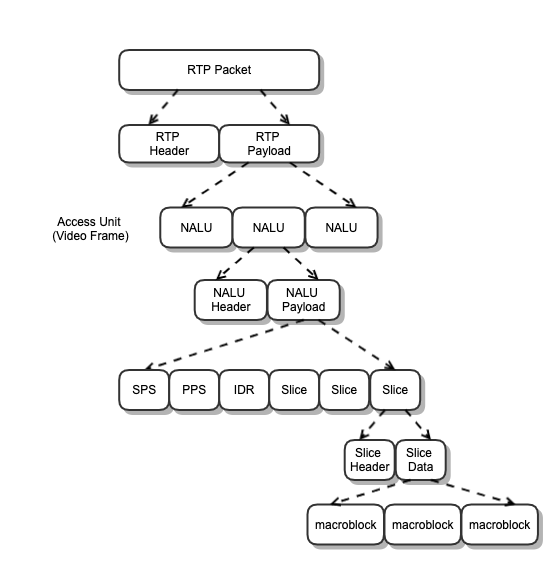 RTP Packet
RTP
Header
RTP
Payload
Access Unit
(Video Frame)
NALU
NALU
NALU
NALU
Header
NALU
Payload
SPS
PPS
IDR
Slice
Slice
Slice
Slice
Header
Slice
Data
macroblock
macroblock
macroblock